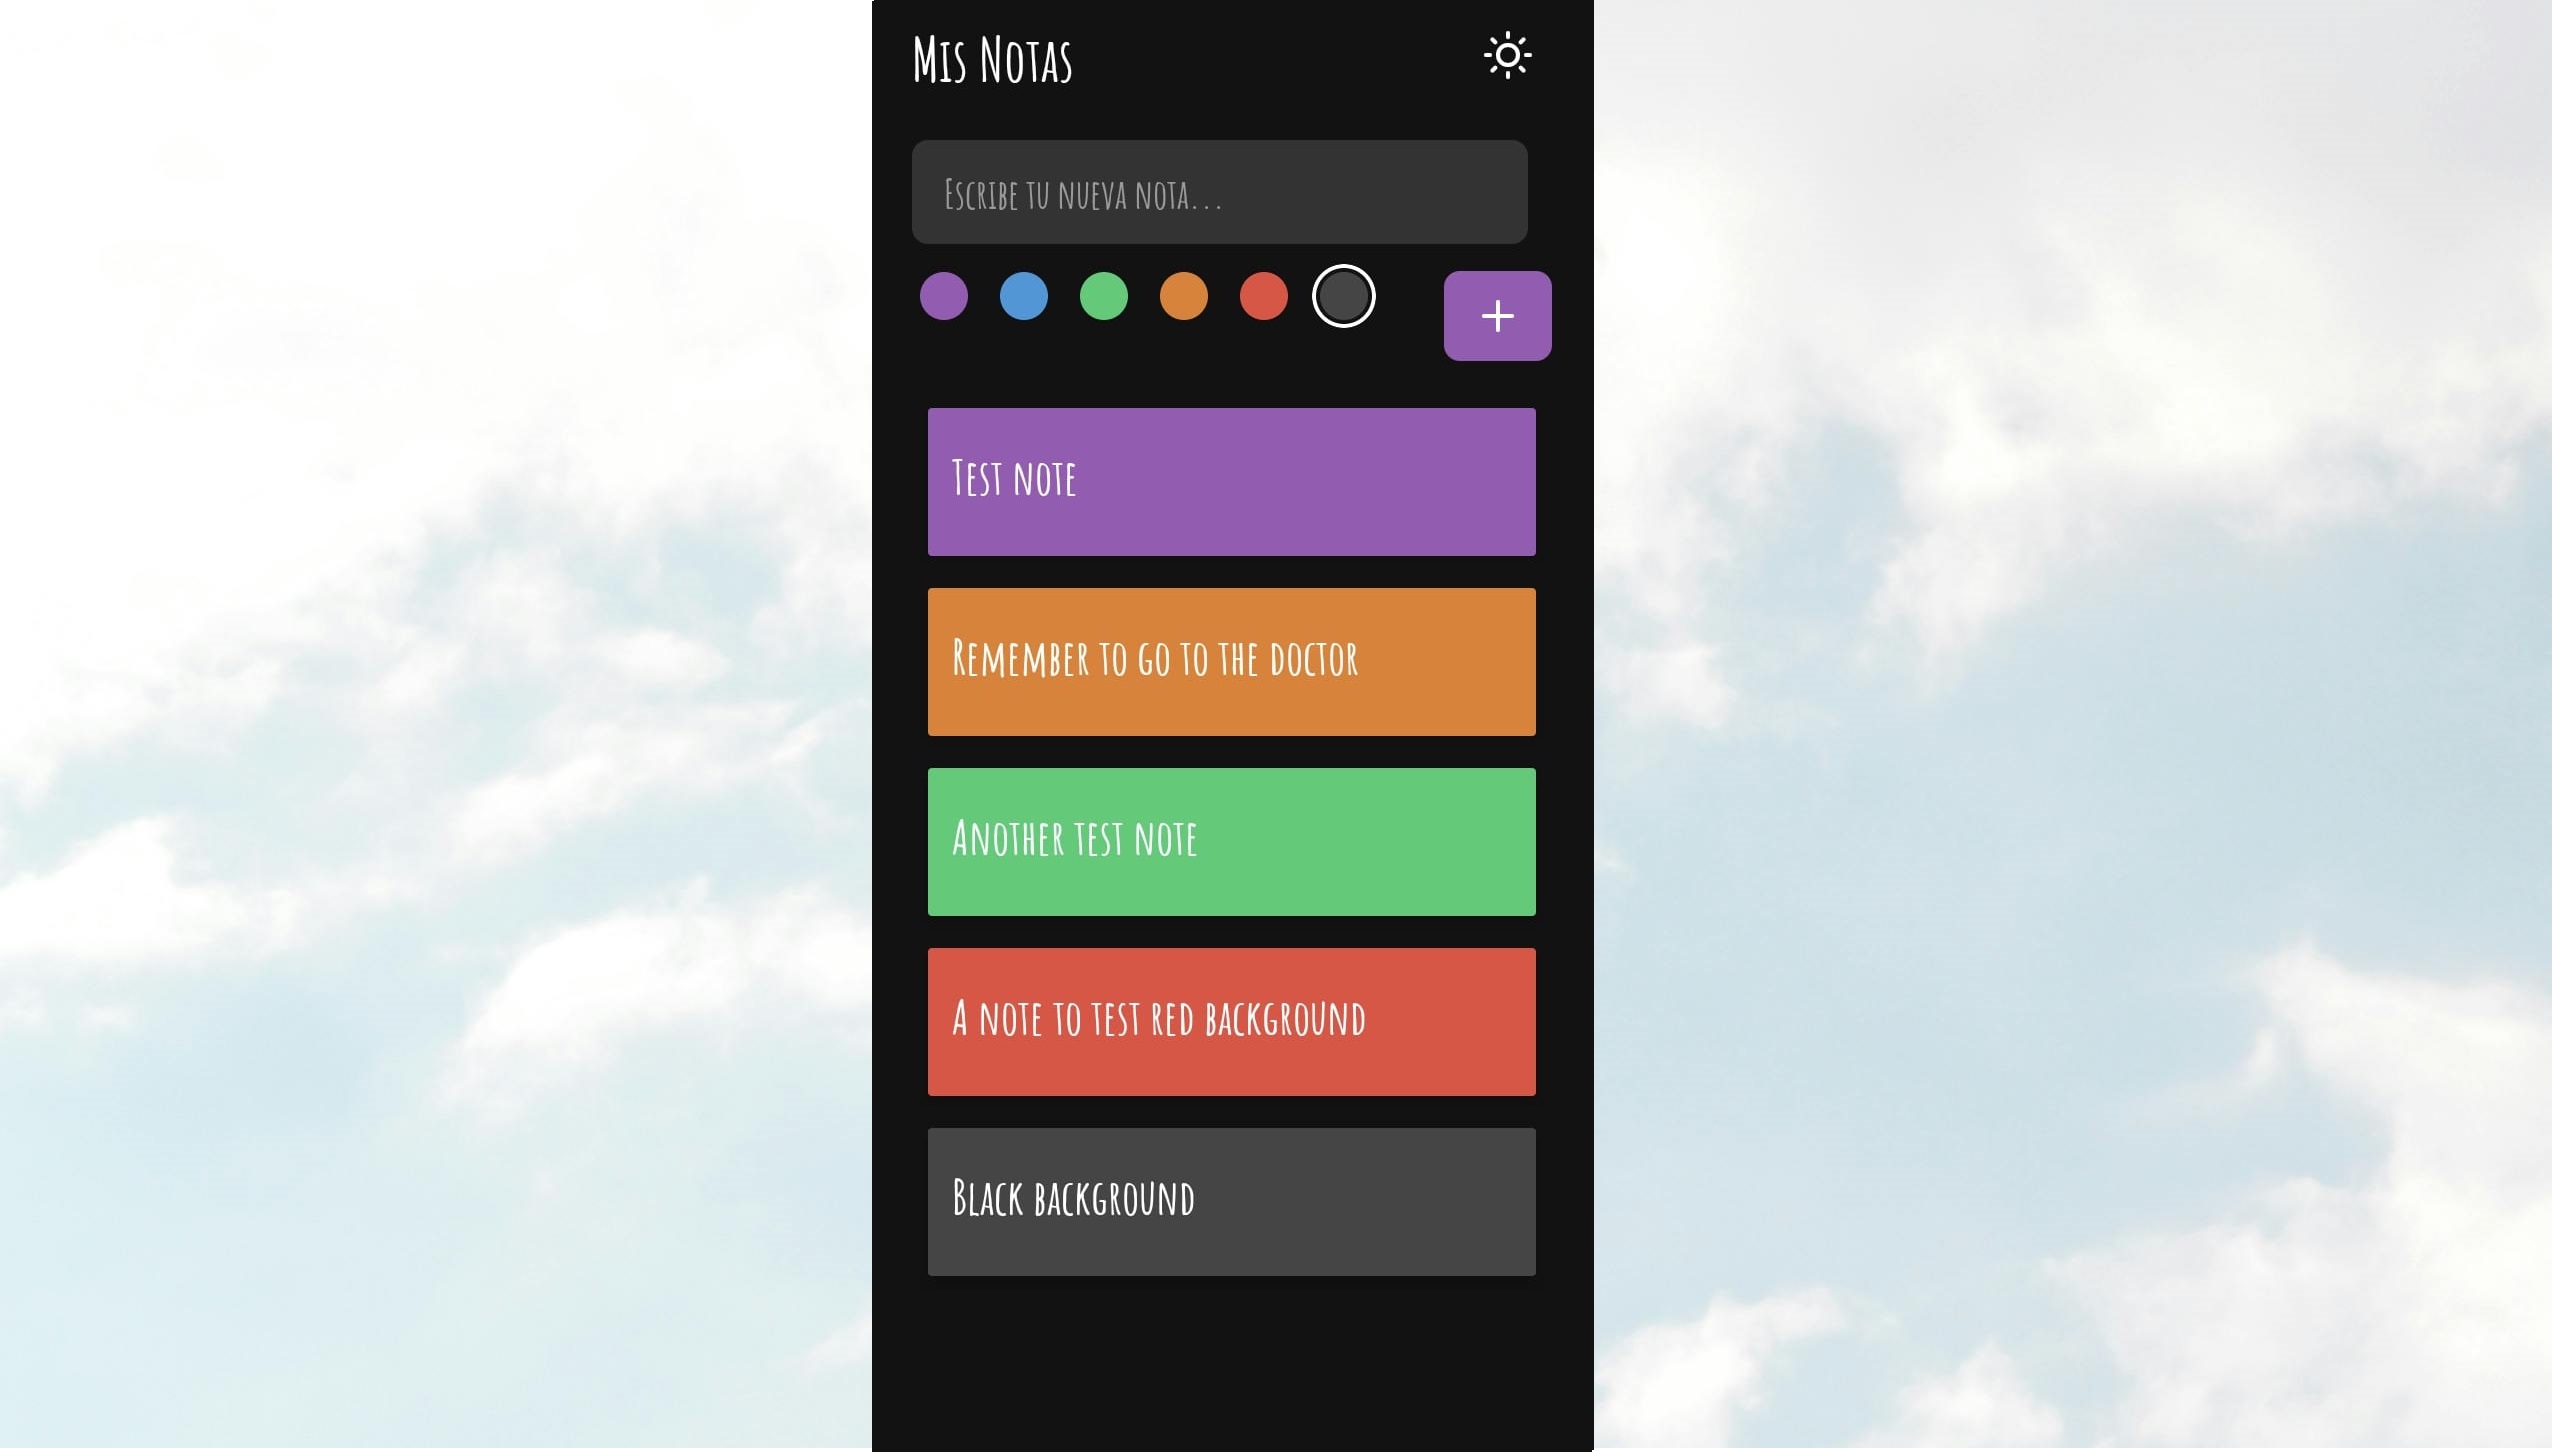 Mis Notas
Escribe tu nueva nota...
Test note
Remember to go to the doctor
Another test note
A note to test red background
Black background